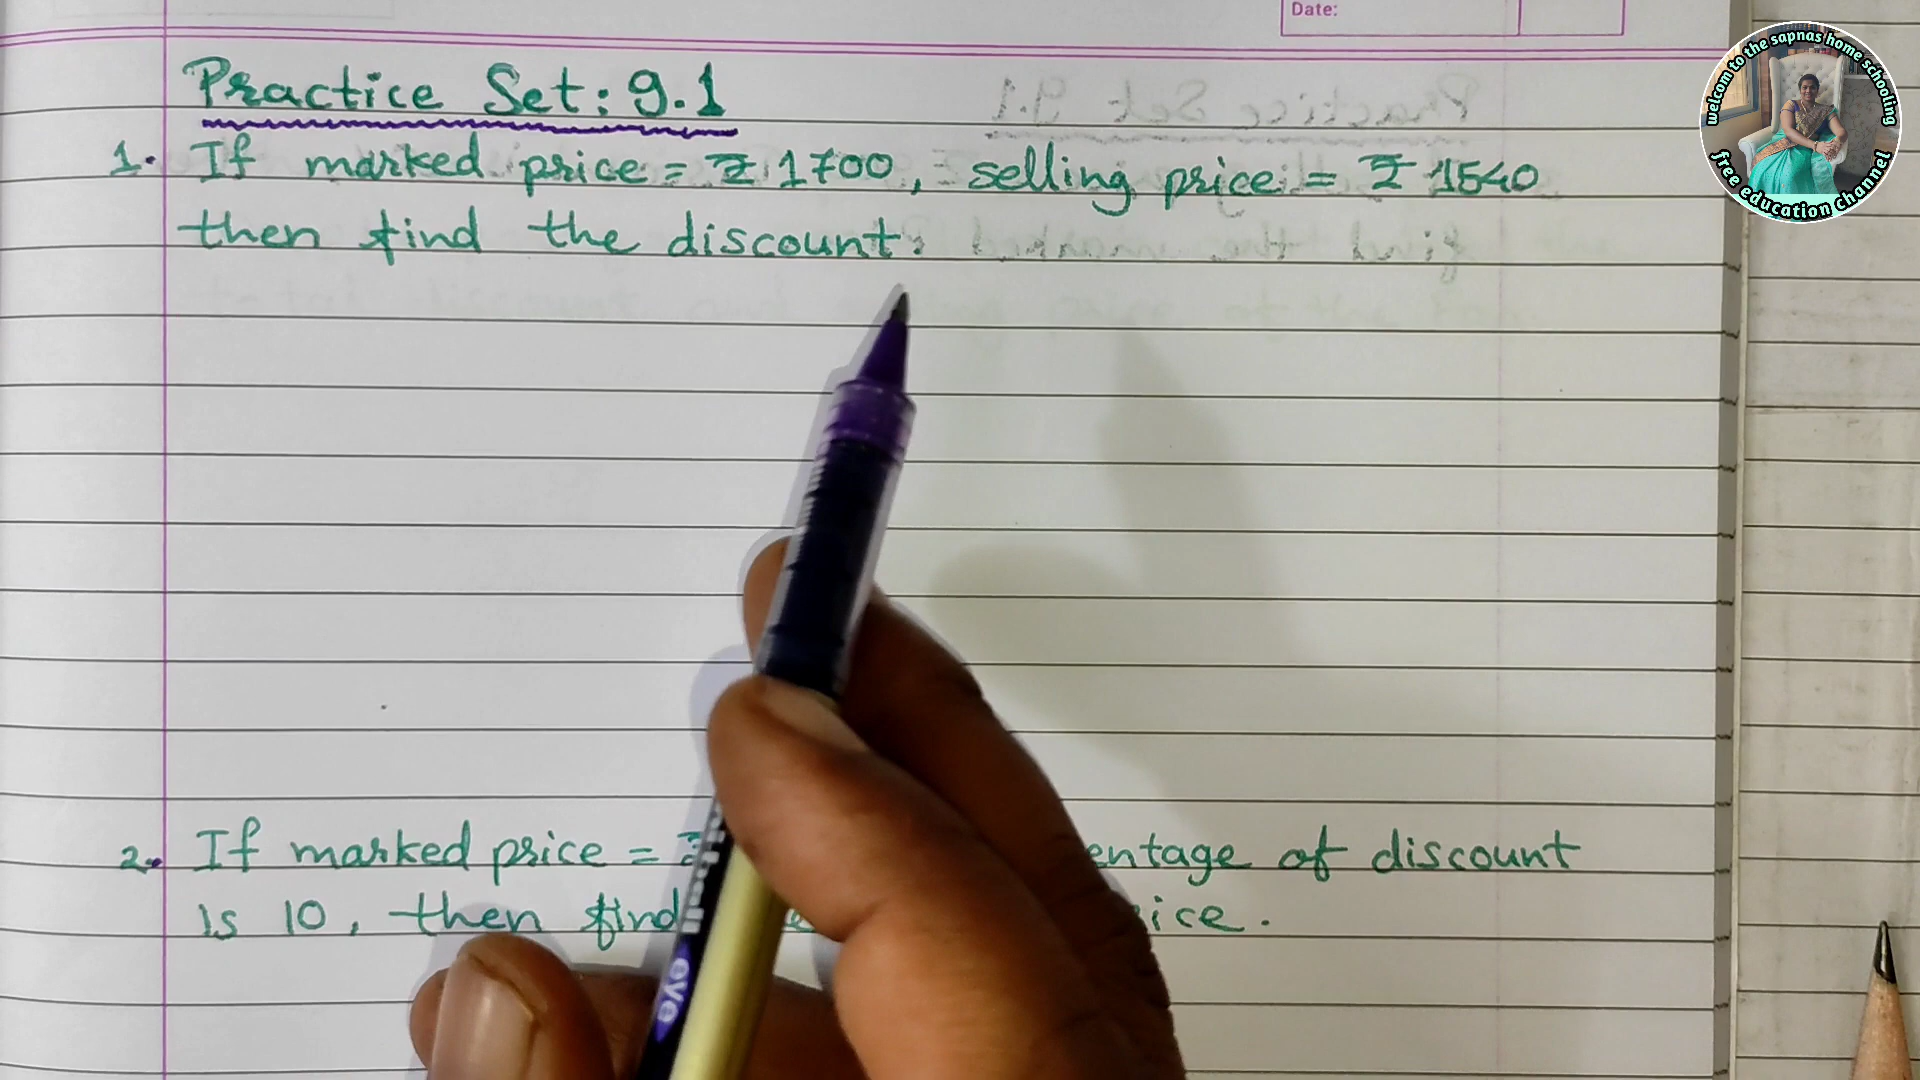 Date:
welcom to the sapnas home schooling
free education channel
Practice Set: 9.1
1. If marked price = ₹ 1700, selling price = ₹ 1540
then find the discount.
2. If marked price = entage of discount
is 10, then find ice.
eye